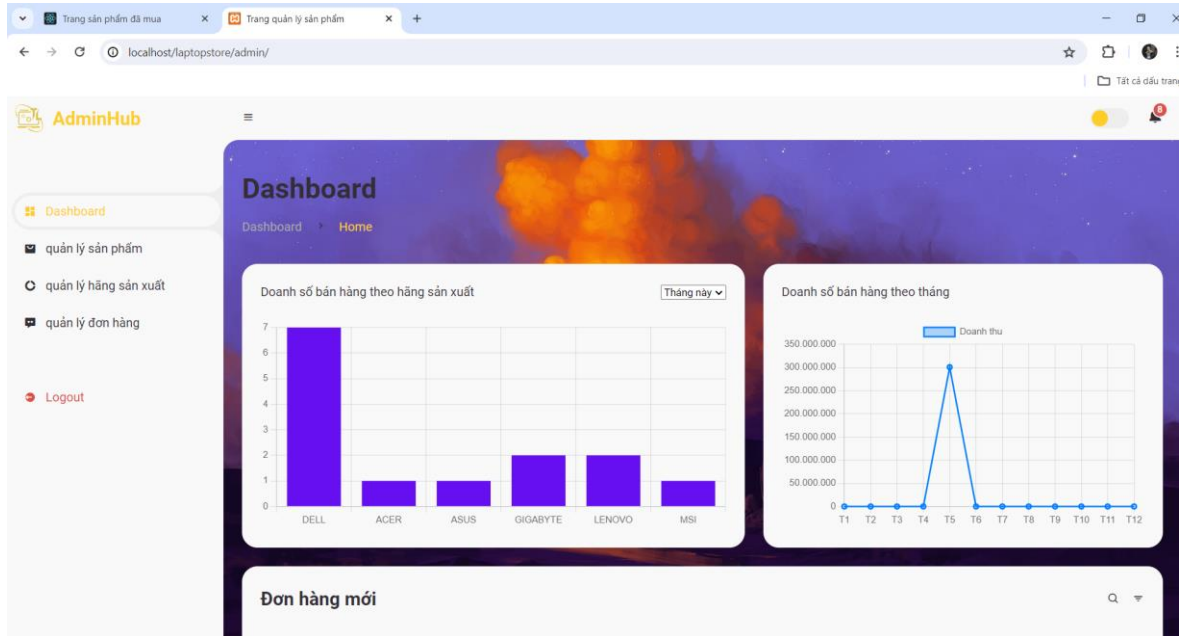 Trang sản phẩm đã mua
Trang quản lý sản phẩm
localhost/laptopstore/admin/
Tất cả dấu trang
AdminHub
8
Dashboard
quản lý sản phẩm
quản lý hãng sản xuất
quản lý đơn hàng
Logout
Dashboard
Dashboard Home
Doanh số bán hàng theo hãng sản xuất
Tháng này
7
6
5
4
3
2
1
0
DELL ACER ASUS GIGABYTE LENOVO MSI
Doanh số bán hàng theo tháng
Doanh thu
350.000.000
300.000.000
250.000.000
200.000.000
150.000.000
100.000.000
50.000.000
0
T1 T2 T3 T4 T5 T6 T7 T8 T9 T10 T11 T12
Đơn hàng mới